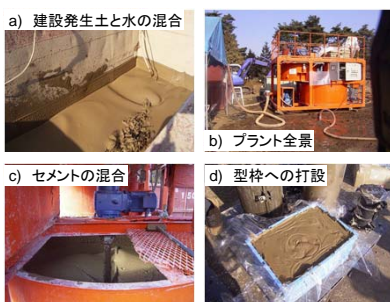 a) 建設発生土と水の混合
b) プラント全景
c) セメントの混合
d) 型枠への打設